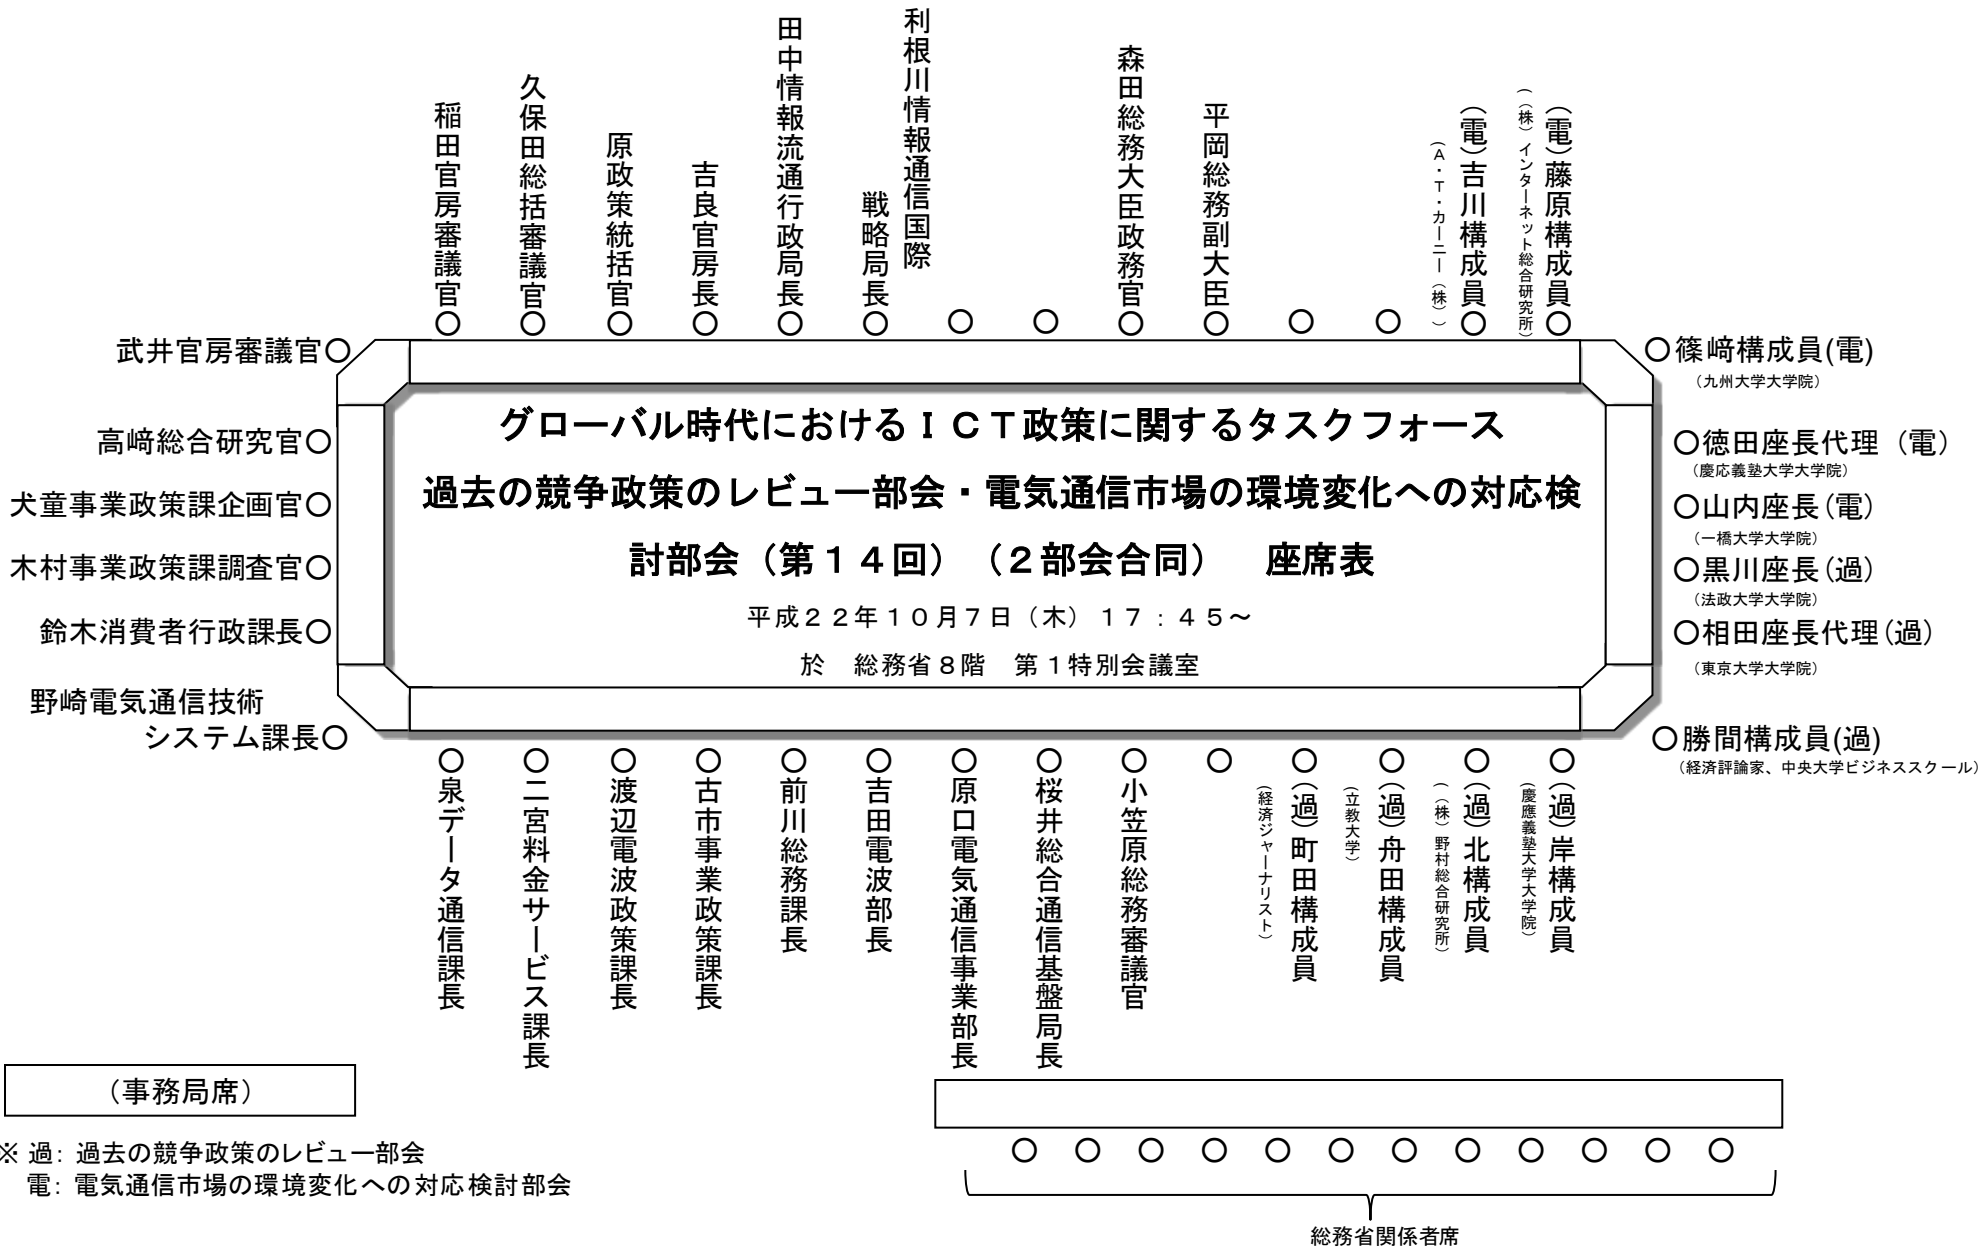 稲田官房審議官○
久保田総括審議官○
原政策統括官○
吉良官房長○
田中情報流通行政局長○
利根川情報通信国際
戦略局長○
○
○
森田総務大臣政務官○
平岡総務副大臣○
○
○
(電)吉川構成員○
(A・T・カーニー(株))
(電)藤原構成員○
((株)インターネット総合研究所)
武井官房審議官○
高﨑総合研究官○
犬童事業政策課企画官○
木村事業政策課調査官○
鈴木消費者行政課長○
野崎電気通信技術
システム課長○
グローバル時代におけるＩＣＴ政策に関するタスクフォース
過去の競争政策のレビュー部会・電気通信市場の環境変化への対応検
討部会（第１４回）（２部会合同）　座席表
平成２２年１０月７日（木）１７：４５～
於　総務省８階　第１特別会議室
○篠﨑構成員(電)
（九州大学大学院）
○徳田座長代理（電）
（慶応義塾大学大学院）
○山内座長(電)
（一橋大学大学院）
○黒川座長(過)
（法政大学大学院）
○相田座長代理(過)
（東京大学大学院）
○勝間構成員(過)
（経済評論家、中央大学ビジネススクール）
○泉データ通信課長
○二宮料金サービス課長
○渡辺電波政策課長
○古市事業政策課長
○前川総務課長
○吉田電波部長
○原口電気通信事業部長
○桜井総合通信基盤局長
○小笠原総務審議官
○
○(過)町田構成員
（経済ジャーナリスト）
○(過)舟田構成員
（立教大学）
○(過)北構成員
((株)野村総合研究所)
○(過)岸構成員
（慶應義塾大学大学院）
（事務局席）
※ 過： 過去の競争政策のレビュー部会
電： 電気通信市場の環境変化への対応検討部会
○ ○ ○ ○ ○ ○ ○ ○ ○ ○ ○ ○
総務省関係者席